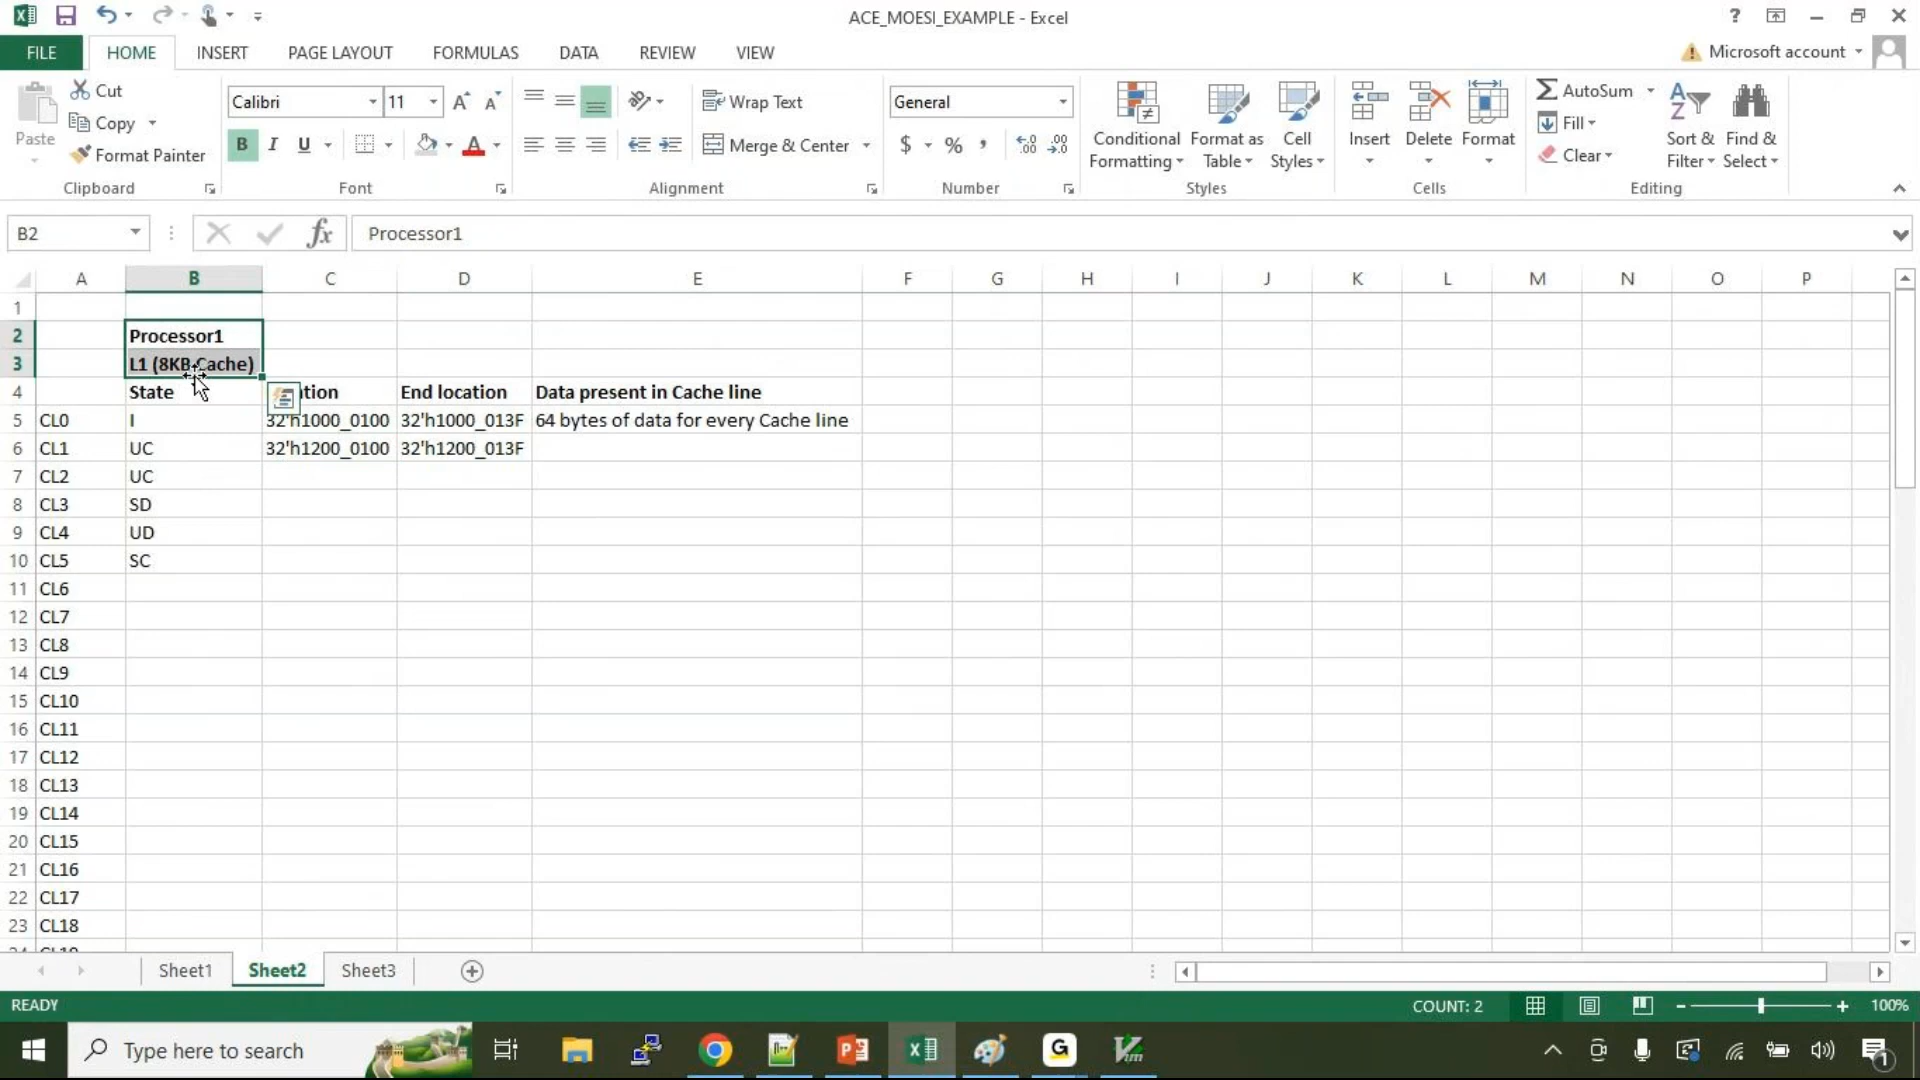 ACE_MOESI_EXAMPLE - Excel
FILE HOME INSERT PAGE LAYOUT FORMULAS DATA REVIEW VIEW Microsoft account
Paste Cut Copy Format Painter Clipboard
Calibri 11 B I U A Font
Wrap Text Merge & Center Alignment
General $ % Number
Conditional Formatting Format as Table Cell Styles Styles
Insert Delete Format Cells
AutoSum Fill Clear Sort & Filter Find & Select Editing
B2 fx Processor1
A B C D E F G H I J K L M N O P
1
2 Processor1
3 L1 (8KB Cache)
4 State End location Data present in Cache line
5 CL0 I 32'h1000_0100 32'h1000_013F 64 bytes of data for every Cache line
6 CL1 UC 32'h1200_0100 32'h1200_013F
7 CL2 UC
8 CL3 SD
9 CL4 UD
10 CL5 SC
11 CL6
12 CL7
13 CL8
14 CL9
15 CL10
16 CL11
17 CL12
18 CL13
19 CL14
20 CL15
21 CL16
22 CL17
23 CL18
Sheet1 Sheet2 Sheet3
READY COUNT: 2 100%
Type here to search